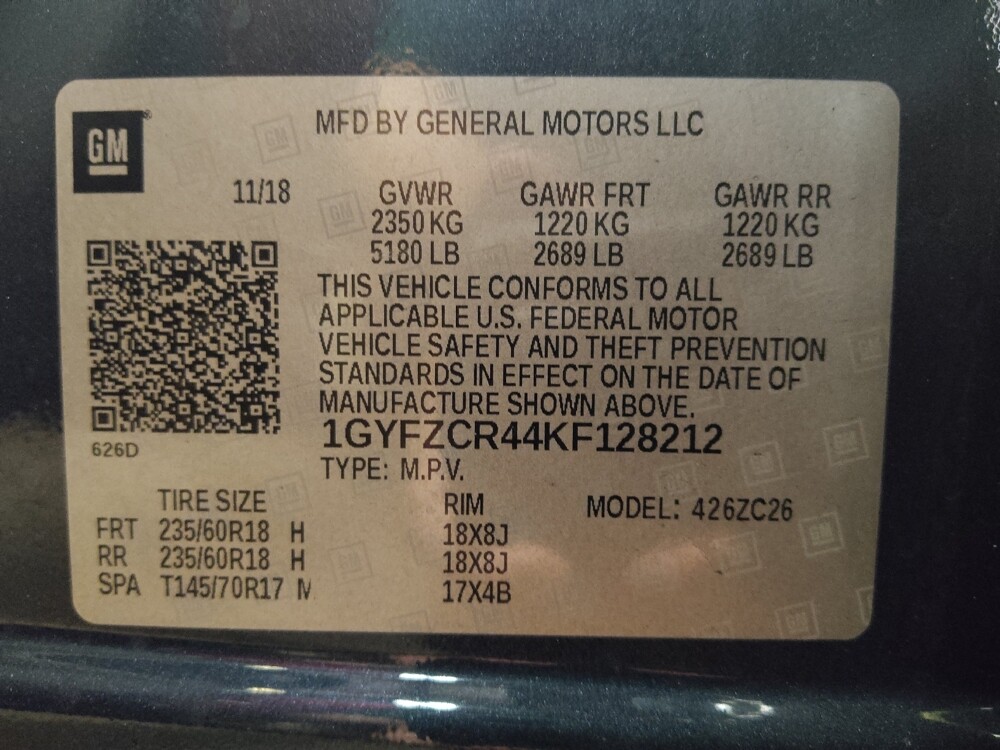 GM
MFD BY GENERAL MOTORS LLC
11/18 GVWR GAWR FRT GAWR RR
2350 KG 1220 KG 1220 KG
5180 LB 2689 LB 2689 LB
THIS VEHICLE CONFORMS TO ALL
APPLICABLE U.S. FEDERAL MOTOR
VEHICLE SAFETY AND THEFT PREVENTION
STANDARDS IN EFFECT ON THE DATE OF
MANUFACTURE SHOWN ABOVE.
1GYFZCR44KF128212
626D
TYPE: M.P.V.
TIRE SIZE RIM MODEL: 426ZC26
FRT 235/60R18 H 18X8J
RR 235/60R18 H 18X8J
SPA T145/70R17 M 17X4B